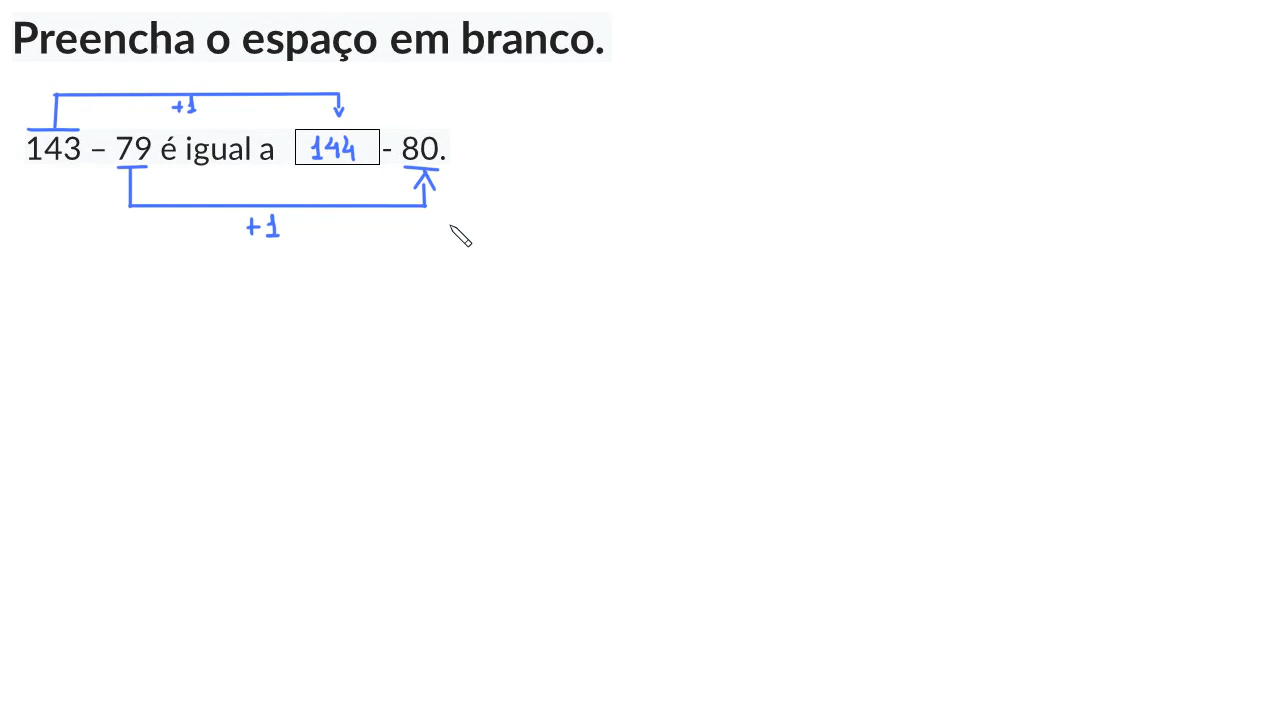 Preencha o espaço em branco.
+1
143 – 79 é igual a 144 - 80.
+1